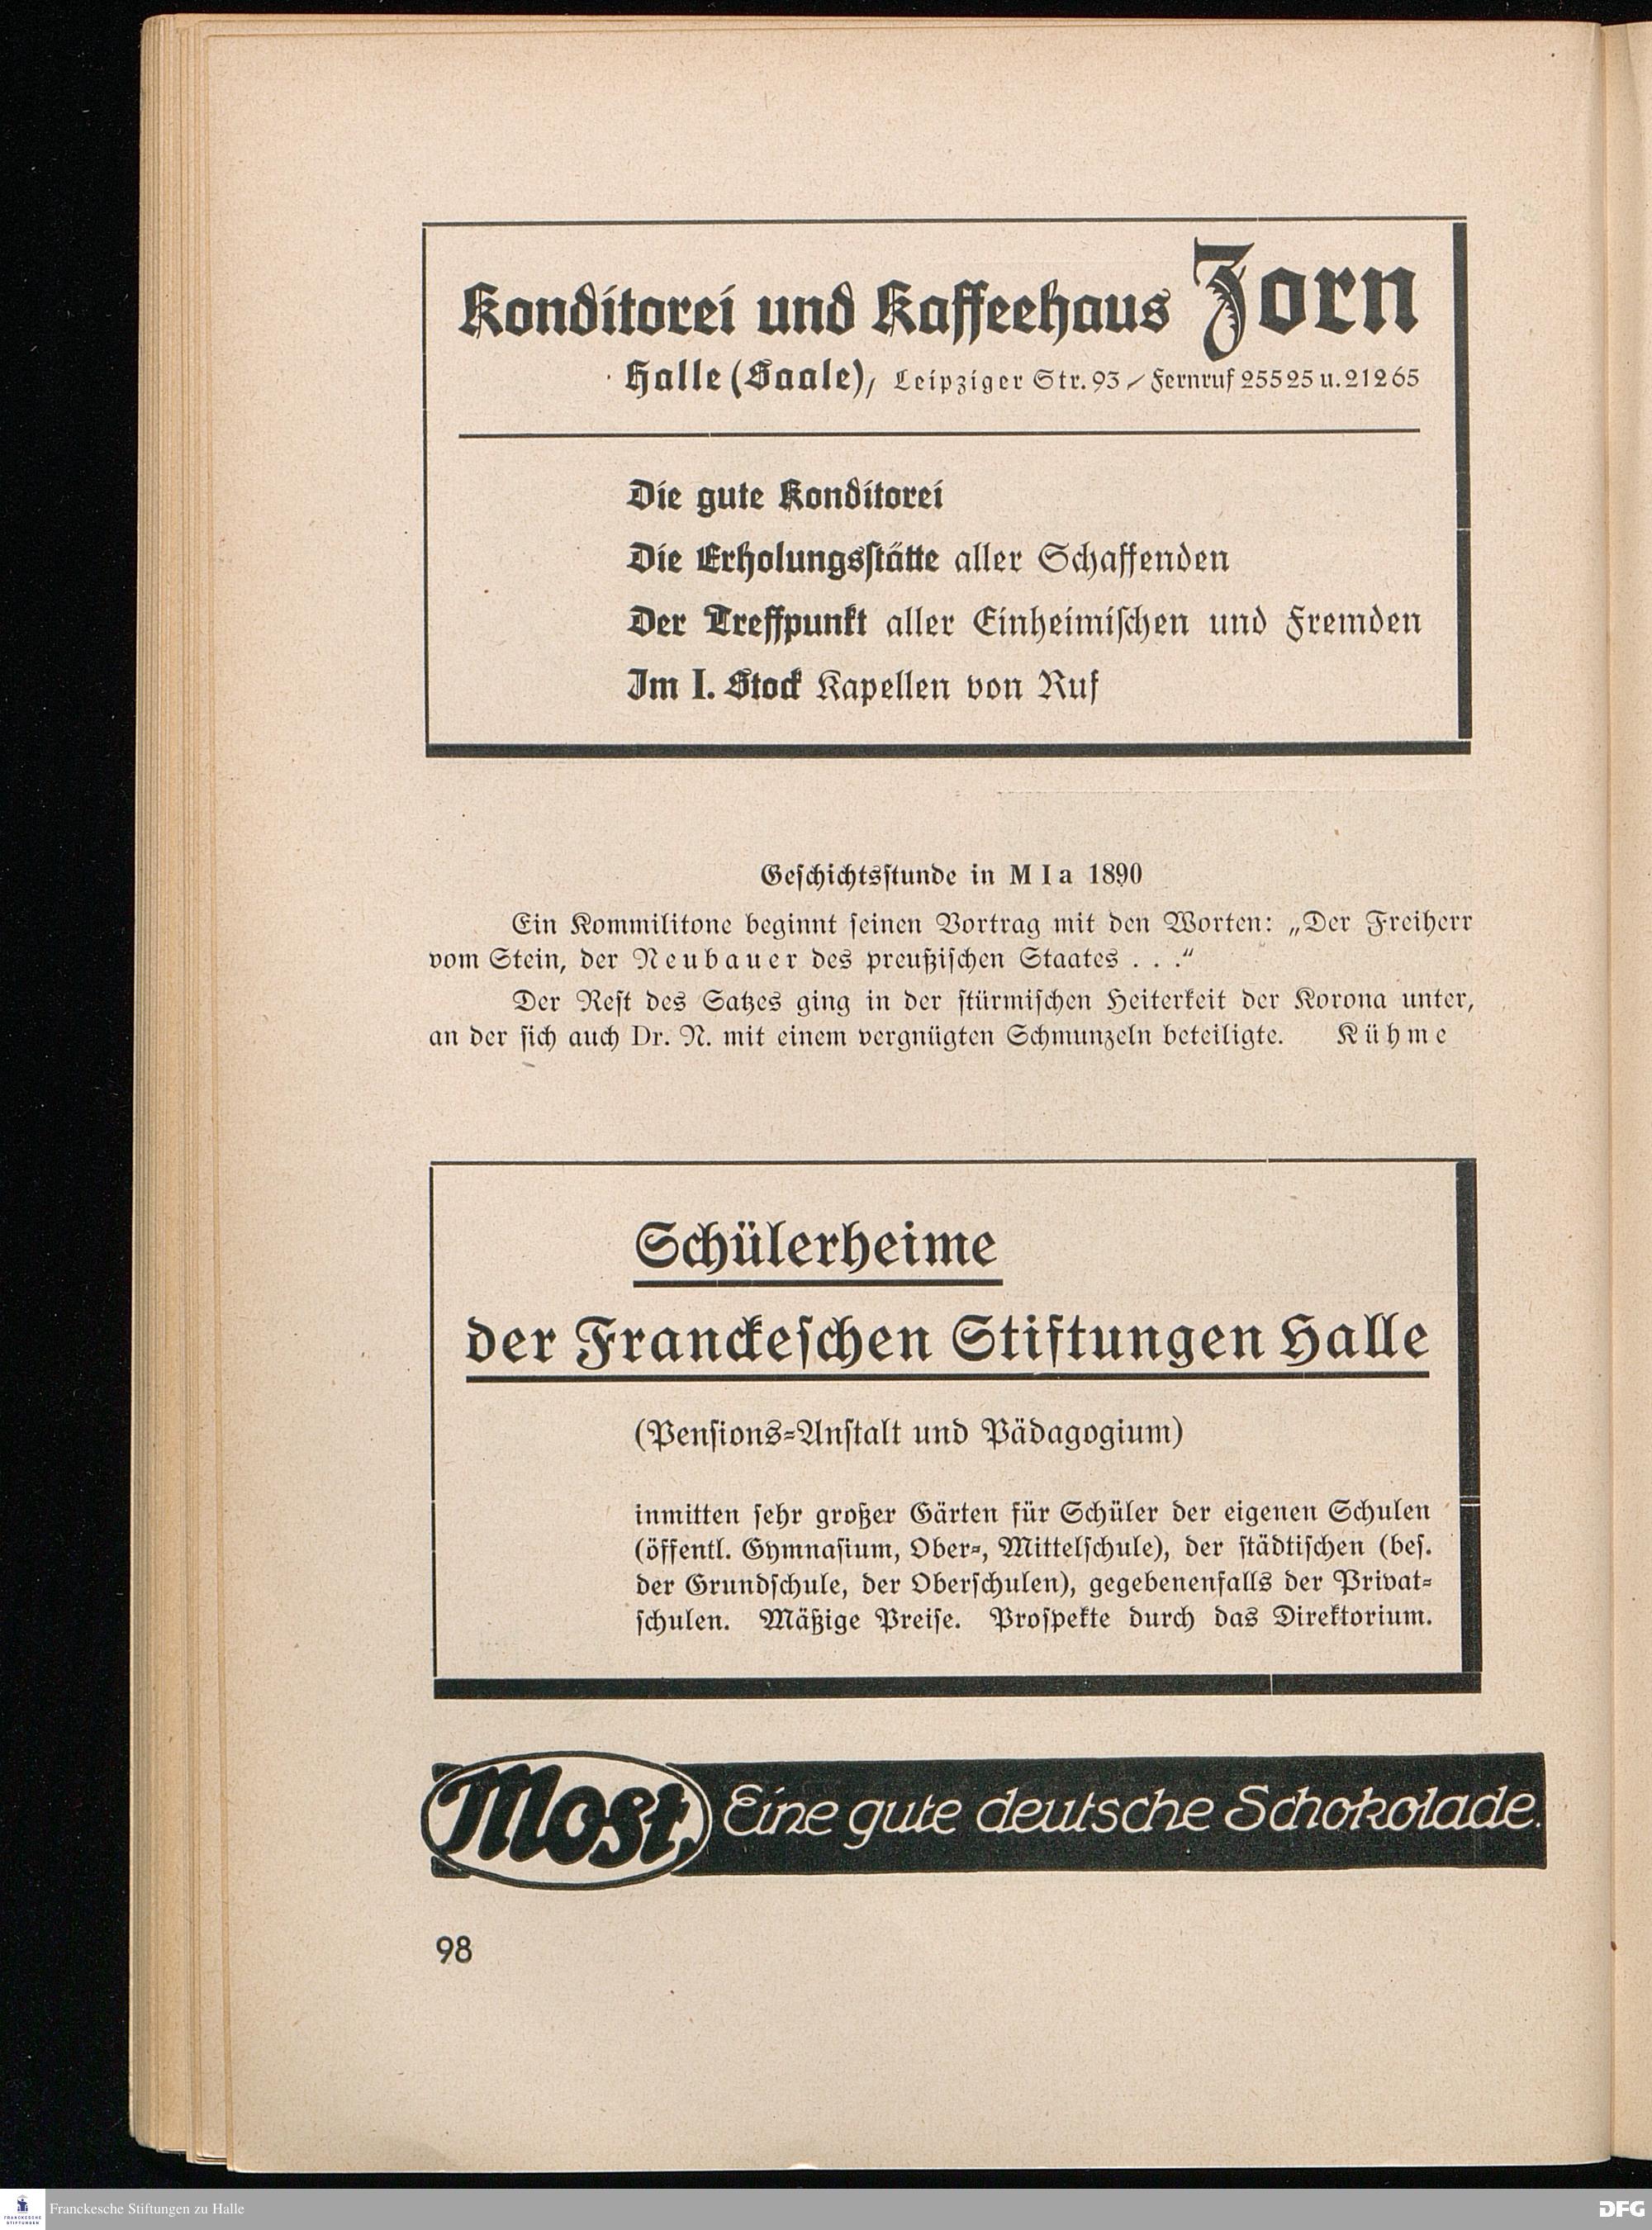 Konditorei und Kaffeehaus Zorn
Halle (Saale), Leipziger Str. 93 / Fernruf 25525 u. 21265
Die gute Konditorei
Die Erholungsstätte aller Schaffenden
Der Treffpunkt aller Einheimischen und Fremden
Im I. Stock Kapellen von Ruf
Geschichtsstunde in M I a 1890
Ein Kommilitone beginnt seinen Vortrag mit den Worten: „Der Freiherr
vom Stein, der Neubauer des preußischen Staates . . .“
Der Rest des Satzes ging in der stürmischen Heiterkeit der Korona unter,
an der sich auch Dr. N. mit einem vergnügten Schmunzeln beteiligte. Kühme
Schülerheime
der Franckeschen Stiftungen Halle
(Pensions-Anstalt und Pädagogium)
inmitten sehr großer Gärten für Schüler der eigenen Schulen
(öffentl. Gymnasium, Ober-, Mittelschule), der städtischen (bes.
der Grundschule, der Oberschulen), gegebenenfalls der Privat-
schulen. Mäßige Preise. Prospekte durch das Direktorium.
Most. Eine gute deutsche Schokolade.
98
FRANCKESCHE
STIFTUNGEN
Franckesche Stiftungen zu Halle
DFG